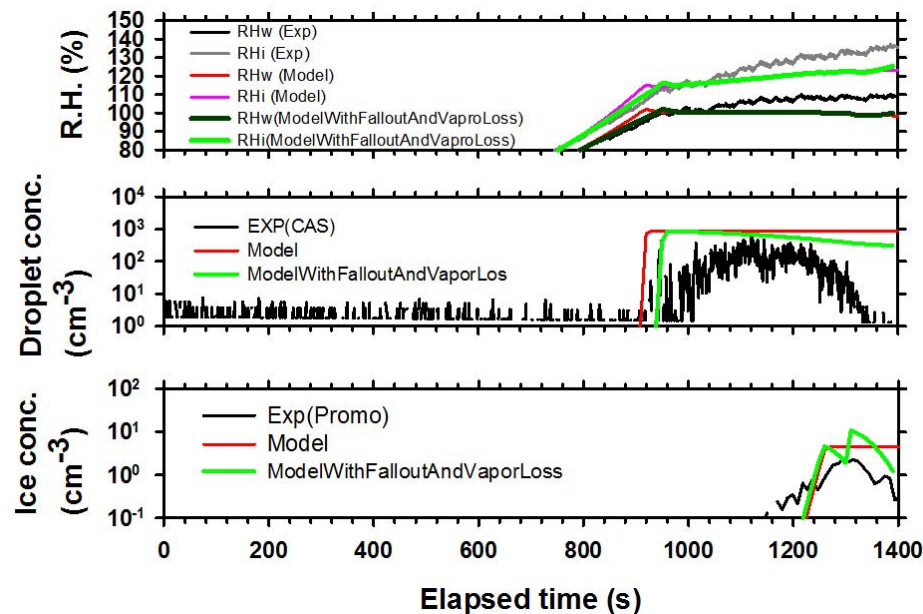 R.H. (%)
150
140
130
120
110
100
90
80
RHw (Exp)
RHi (Exp)
RHw (Model)
RHi (Model)
RHw(ModelWithFalloutAndVaproLoss)
RHi(ModelWithFalloutAndVaproLoss)
Droplet conc.
(cm⁻³)
10⁴
10³
10²
10¹
10⁰
EXP(CAS)
Model
ModelWithFalloutAndVaporLos
Ice conc.
(cm⁻³)
10²
10¹
10⁰
10⁻¹
Exp(Promo)
Model
ModelWithFalloutAndVaporLoss
0 200 400 600 800 1000 1200 1400
Elapsed time (s)